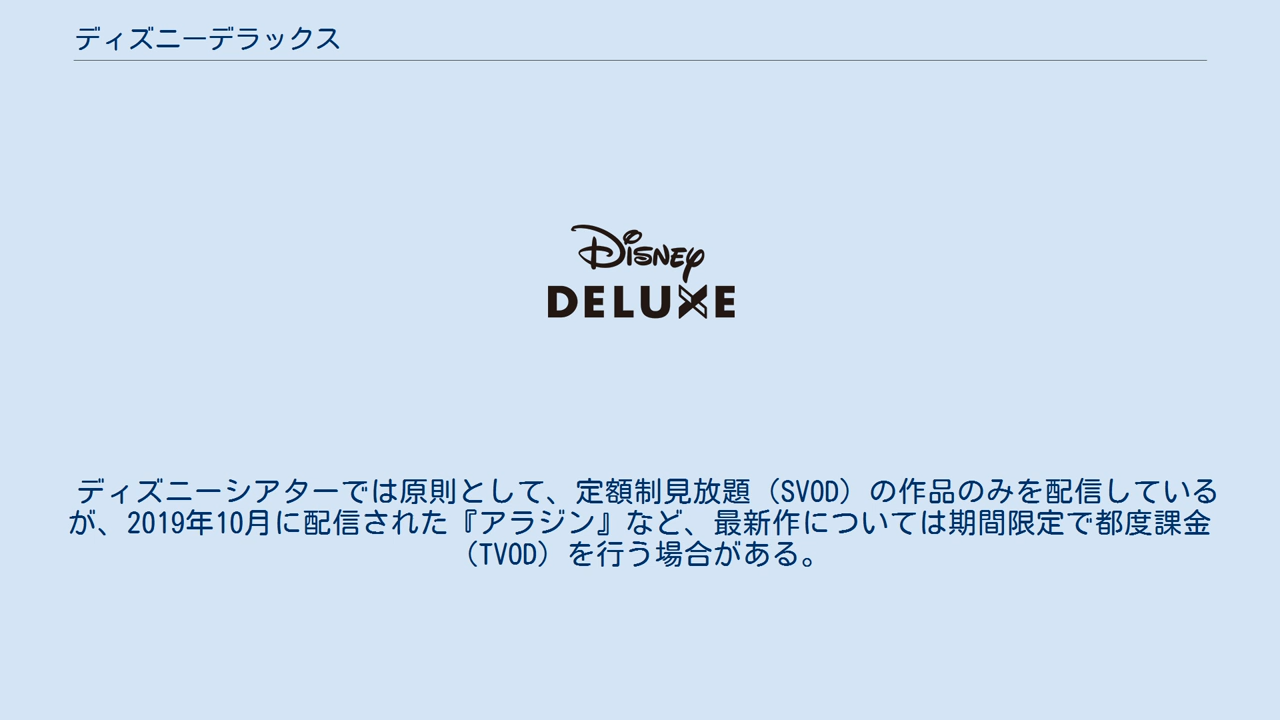 ディズニーデラックス
Disney
DELUXE
ディズニーシアターでは原則として、定額制見放題（SVOD）の作品のみを配信している
が、2019年10月に配信された『アラジン』など、最新作については期間限定で都度課金
（TVOD）を行う場合がある。